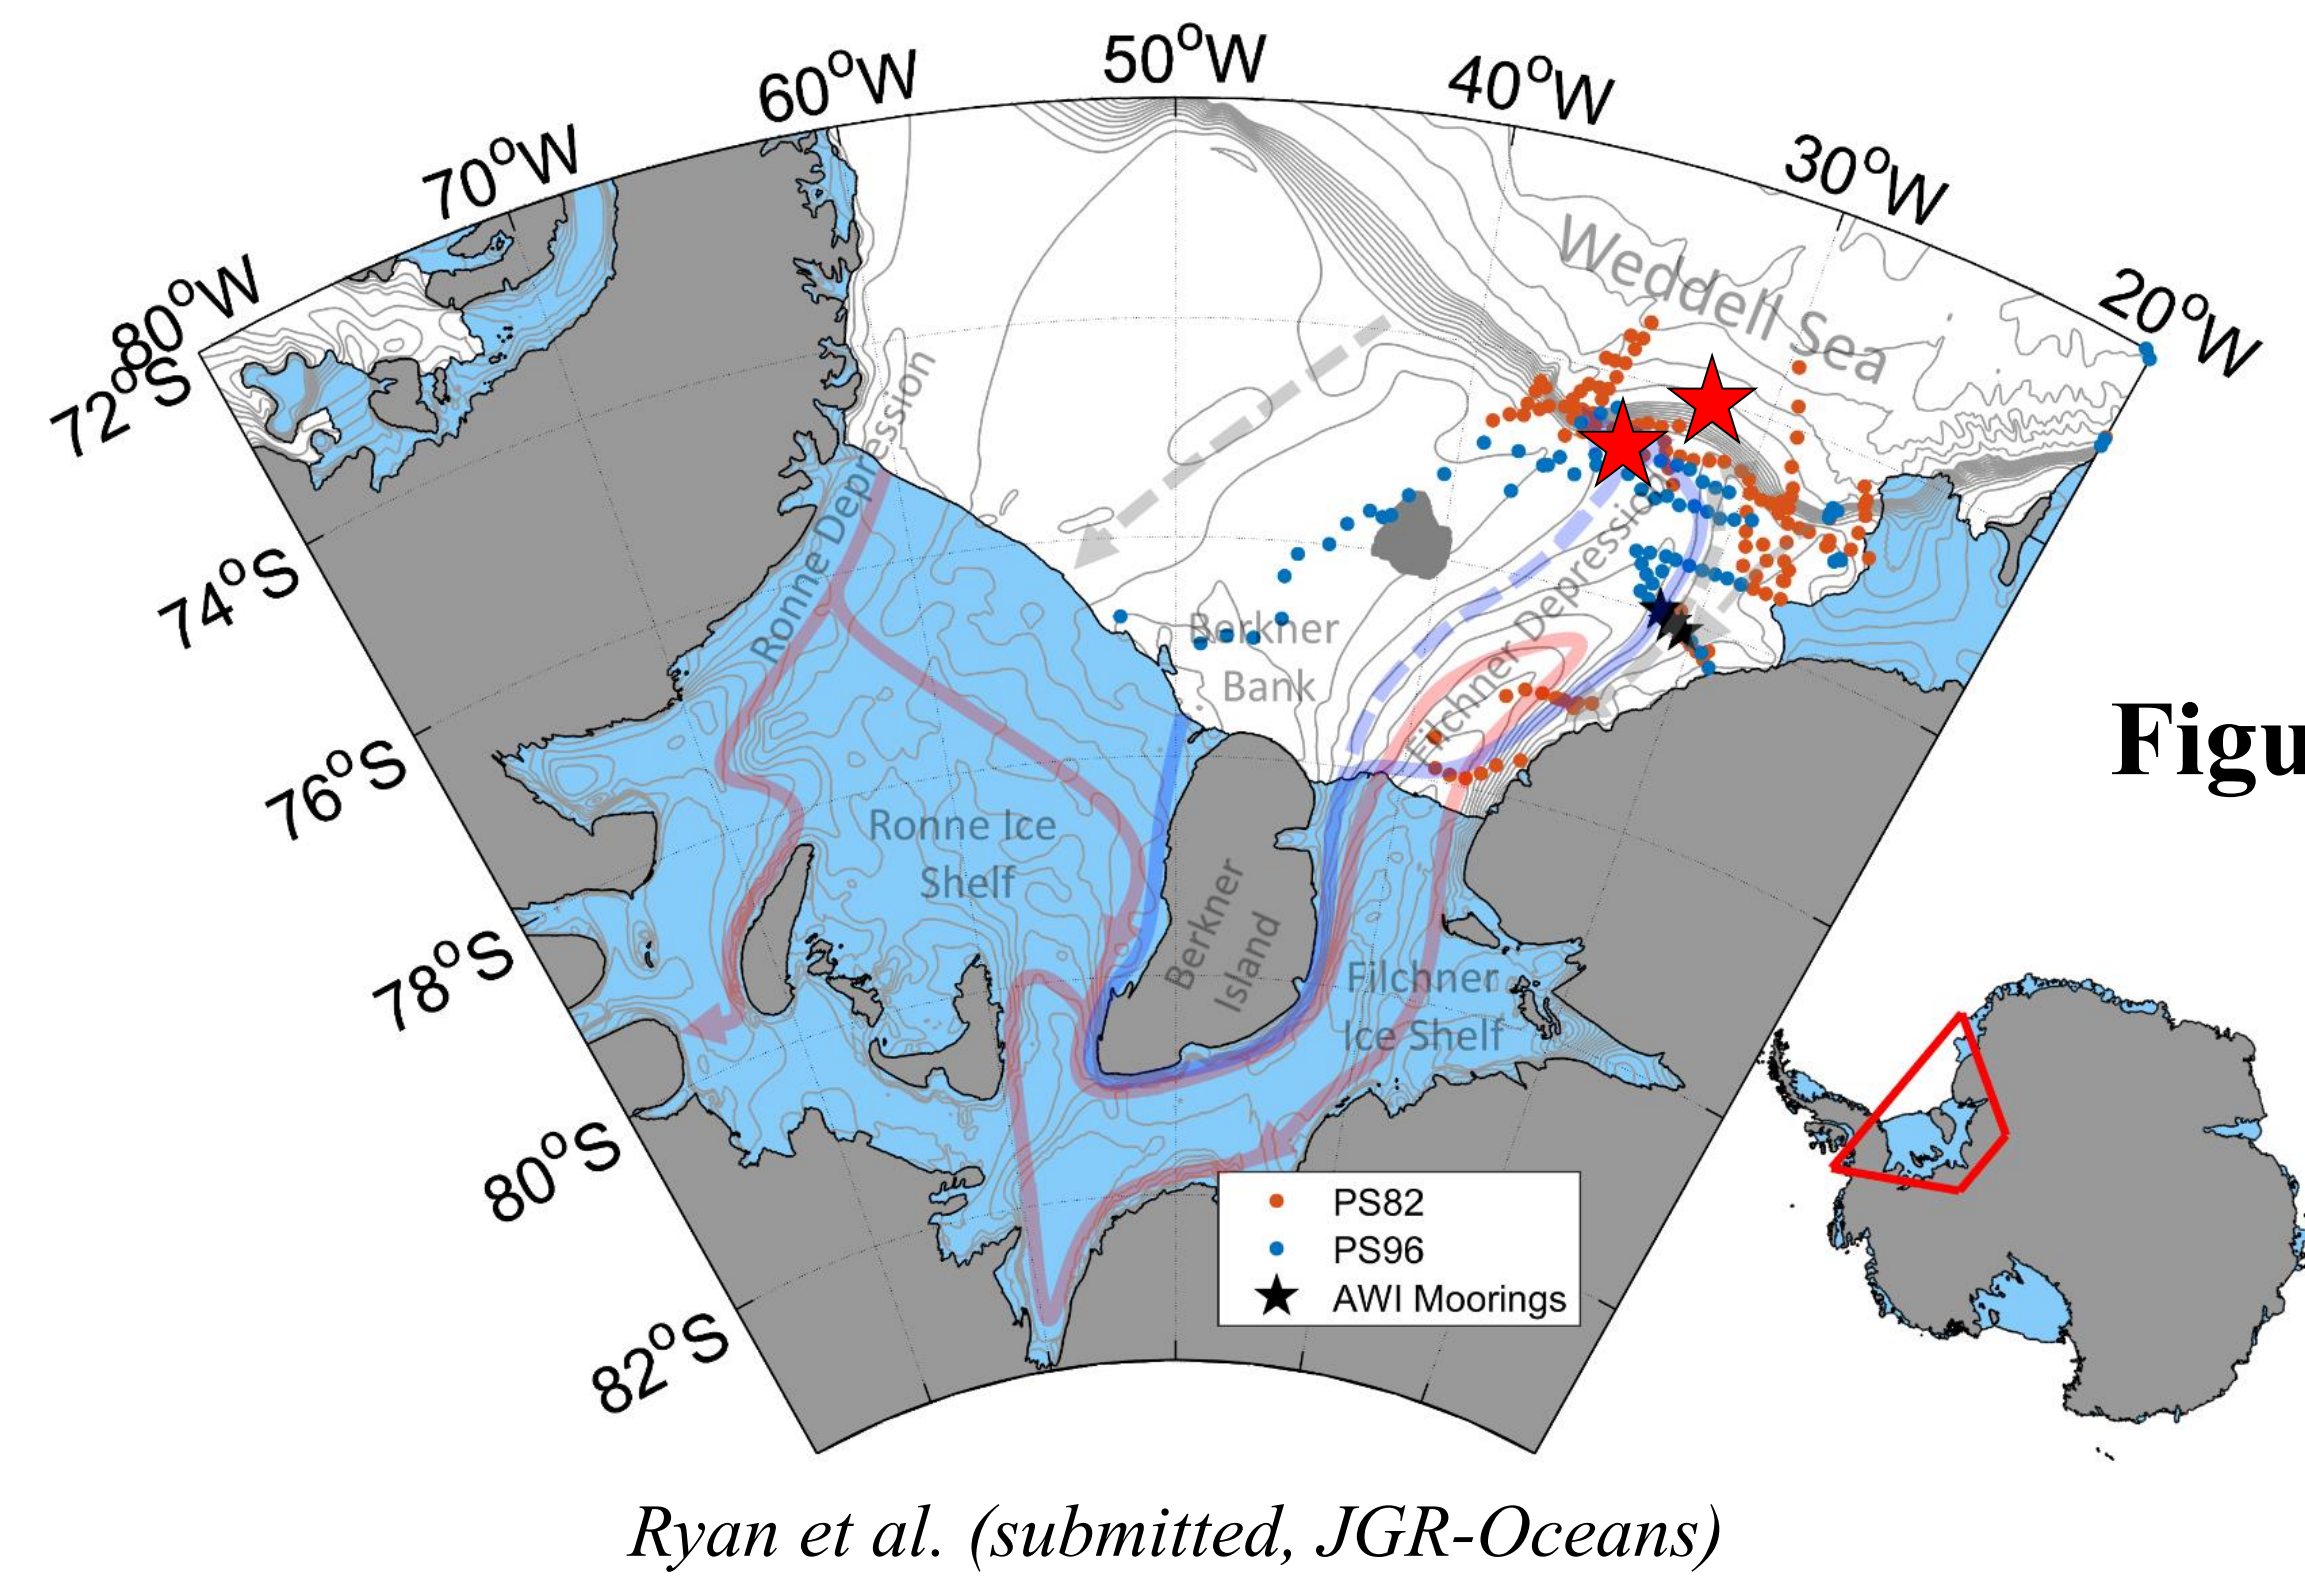 50°W
60°W
40°W
70°W
30°W
80°W
20°W
72°S
Weddell Sea
Ronne Depression
74°S
Filchner Depression
Berkner
Bank
76°S
Figu
Ronne Ice
Shelf
Berkner
Island
78°S
Filchner
Ice Shelf
80°S
PS82
PS96
AWI Moorings
82°S
Ryan et al. (submitted, JGR-Oceans)